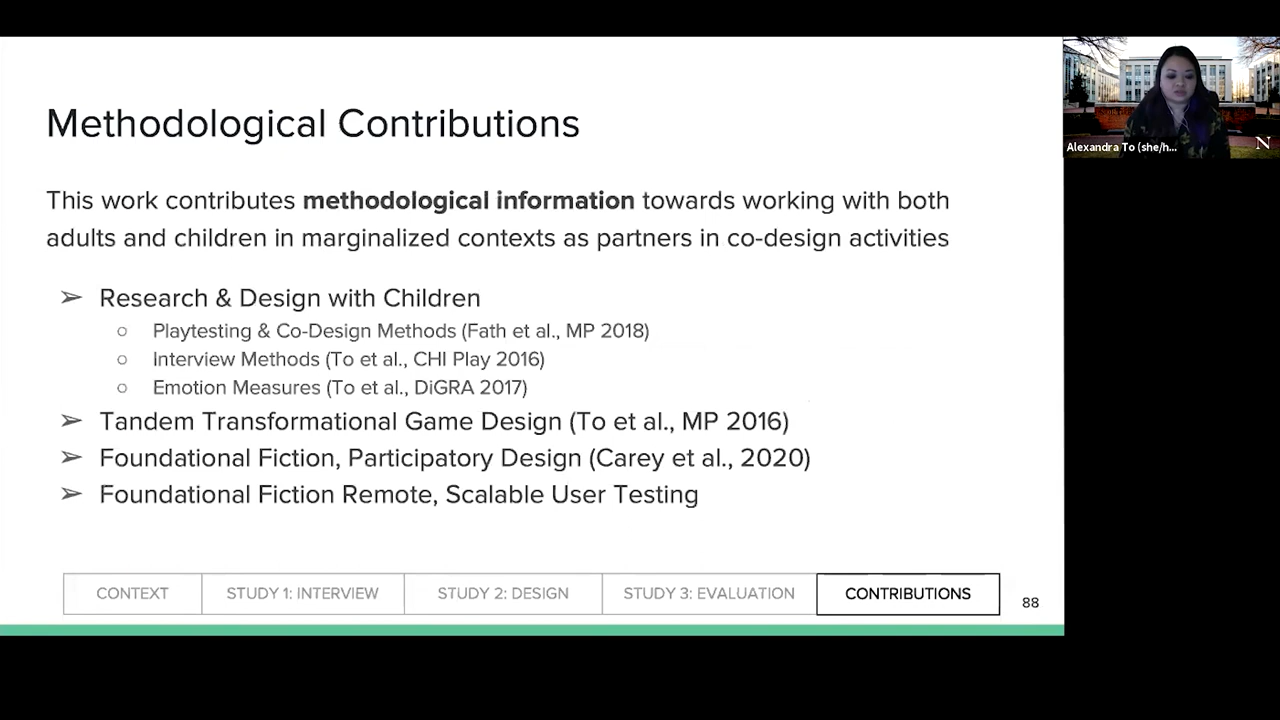 Methodological Contributions
This work contributes methodological information towards working with both
adults and children in marginalized contexts as partners in co-design activities
➢ Research & Design with Children
○ Playtesting & Co-Design Methods (Fath et al., MP 2018)
○ Interview Methods (To et al., CHI Play 2016)
○ Emotion Measures (To et al., DiGRA 2017)
➢ Tandem Transformational Game Design (To et al., MP 2016)
➢ Foundational Fiction, Participatory Design (Carey et al., 2020)
➢ Foundational Fiction Remote, Scalable User Testing
CONTEXT STUDY 1: INTERVIEW STUDY 2: DESIGN STUDY 3: EVALUATION CONTRIBUTIONS 88
Alexandra To (she/h...
N